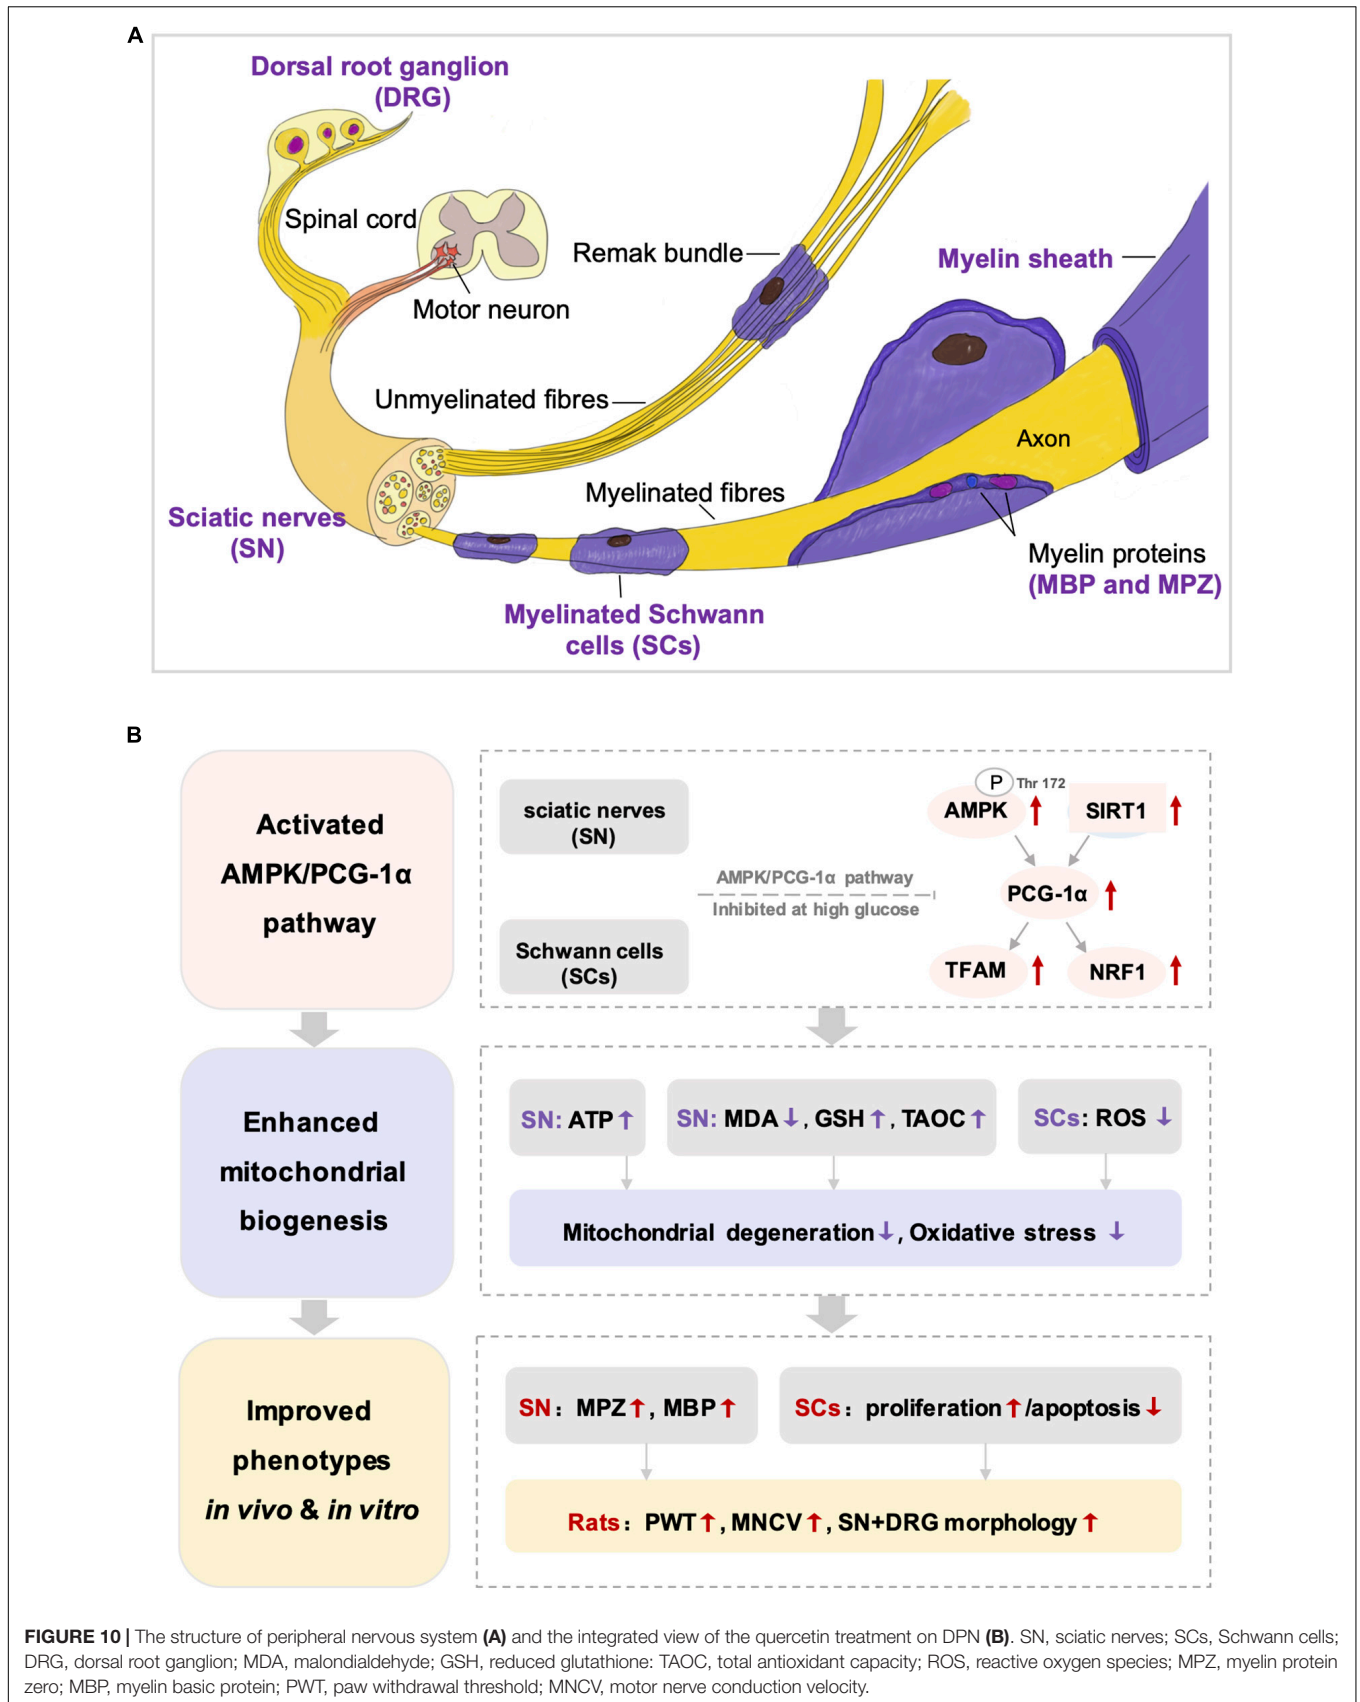 A
Dorsal root ganglion
(DRG)
Spinal cord
Motor neuron
Remak bundle
Myelin sheath
Unmyelinated fibres
Axon
Myelinated fibres
Sciatic nerves
(SN)
Myelin proteins
(MBP and MPZ)
Myelinated Schwann
cells (SCs)
B
Activated
AMPK/PCG-1α
pathway
sciatic nerves
(SN)
Schwann cells
(SCs)
AMPK/PCG-1α pathway
Inhibited at high glucose
P Thr 172
AMPK ↑ SIRT1 ↑
PCG-1α ↑
TFAM ↑ NRF1 ↑
Enhanced
mitochondrial
biogenesis
SN: ATP ↑ SN: MDA ↓, GSH ↑, TAOC ↑ SCs: ROS ↓
Mitochondrial degeneration ↓, Oxidative stress ↓
Improved
phenotypes
in vivo & in vitro
SN: MPZ ↑, MBP ↑ SCs: proliferation ↑/apoptosis ↓
Rats: PWT ↑, MNCV ↑, SN+DRG morphology ↑
FIGURE 10 | The structure of peripheral nervous system (A) and the integrated view of the quercetin treatment on DPN (B). SN, sciatic nerves; SCs, Schwann cells;
DRG, dorsal root ganglion; MDA, malondialdehyde; GSH, reduced glutathione: TAOC, total antioxidant capacity; ROS, reactive oxygen species; MPZ, myelin protein
zero; MBP, myelin basic protein; PWT, paw withdrawal threshold; MNCV, motor nerve conduction velocity.